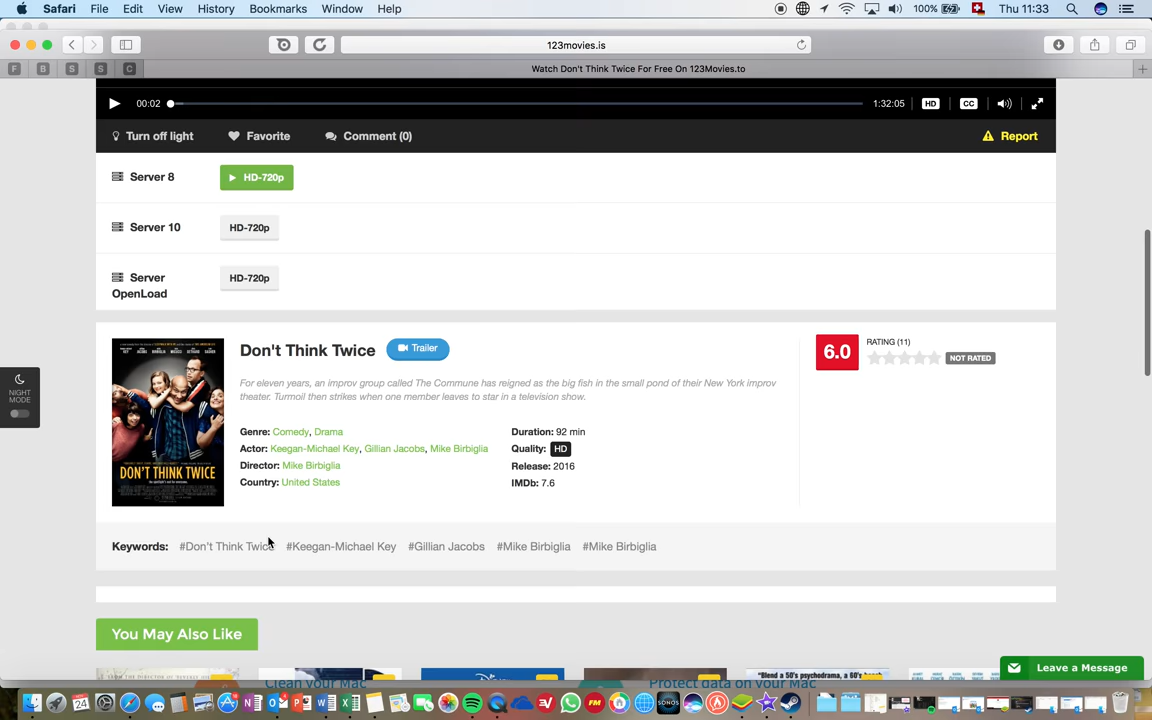 Safari File Edit View History Bookmarks Window Help 100% Thu 11:33
123movies.is
F B S S C Watch Don't Think Twice For Free On 123Movies.to
00:02 1:32:05 HD CC
Turn off light Favorite Comment (0) Report
Server 8 HD-720p
Server 10 HD-720p
Server HD-720p
OpenLoad
Don't Think Twice Trailer
6.0 RATING (11)
NOT RATED
For eleven years, an improv group called The Commune has reigned as the big fish in the small pond of their New York improv
theater. Turmoil then strikes when one member leaves to star in a television show.
NIGHT
MODE
Genre: Comedy, Drama Duration: 92 min
Actor: Keegan-Michael Key, Gillian Jacobs, Mike Birbiglia Quality: HD
Director: Mike Birbiglia Release: 2016
Country: United States IMDb: 7.6
DON'T THINK TWICE
Keywords: #Don't Think Twice #Keegan-Michael Key #Gillian Jacobs #Mike Birbiglia #Mike Birbiglia
You May Also Like
Leave a Message
Clean your Mac Protect data on your Mac